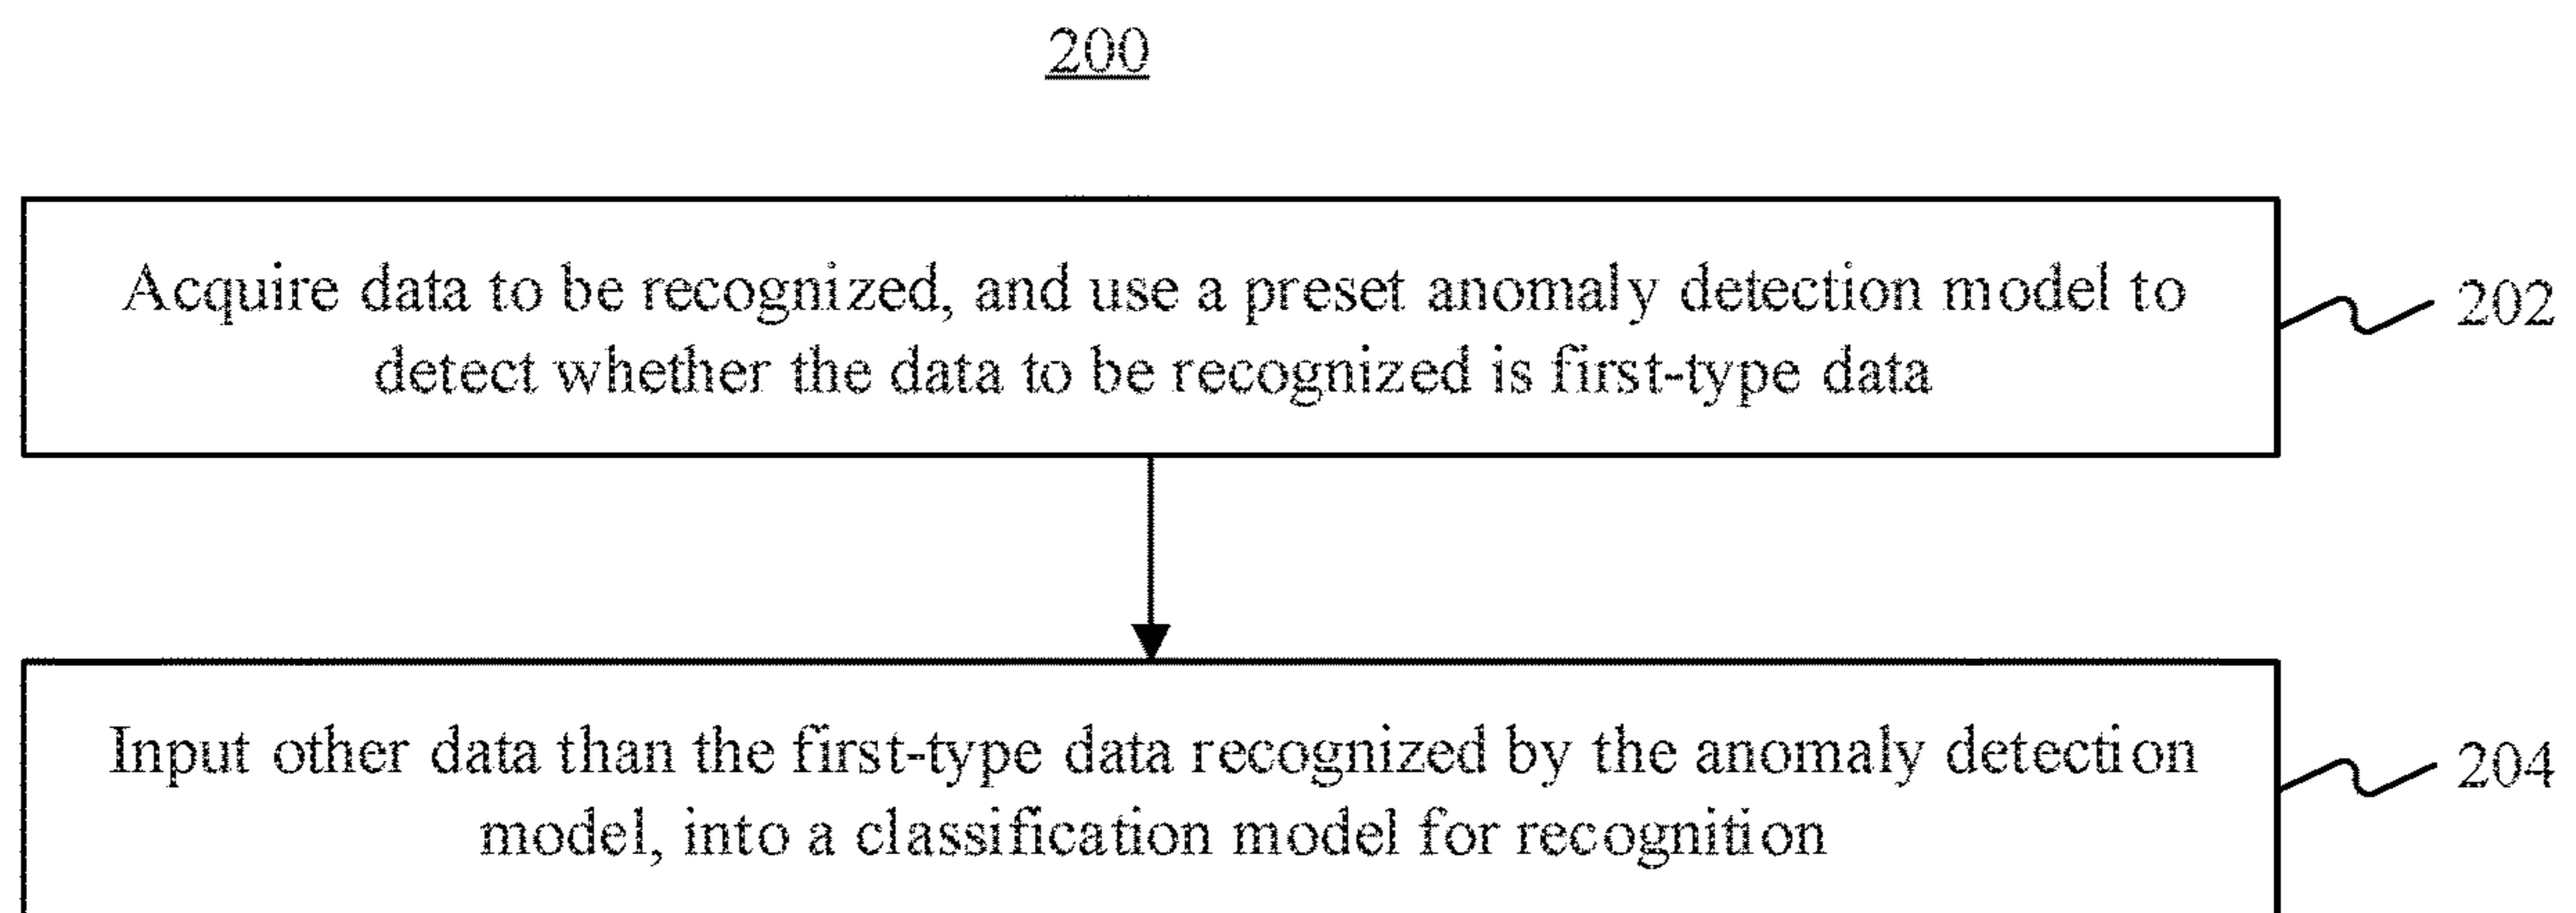 200
Acquire data to be recognized, and use a preset anomaly detection model to
detect whether the data to be recognized is first-type data
202
Input other data than the first-type data recognized by the anomaly detection
model, into a classification model for recognition
204